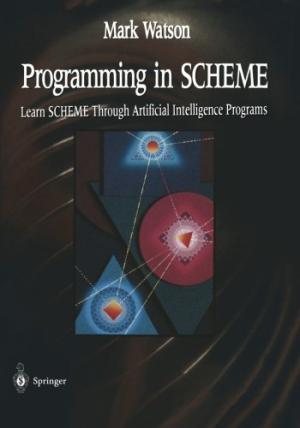 Mark Watson
Programming in SCHEME
Learn SCHEME Through Artificial Intelligence Programs
Springer